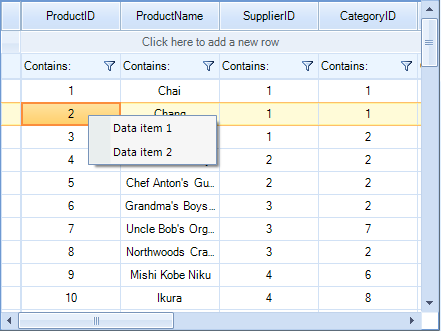 ProductID ProductName SupplierID CategoryID
Click here to add a new row
Contains: Contains: Contains: Contains:
1 Chai 1 1
2 Chang 1 1
3 1 2
Data item 1
Data item 2
2 2
5 Chef Anton's Gu... 2 2
6 Grandma's Boys... 3 2
7 Uncle Bob's Org... 3 7
8 Northwoods Cra... 3 2
9 Mishi Kobe Niku 4 6
10 Ikura 4 8